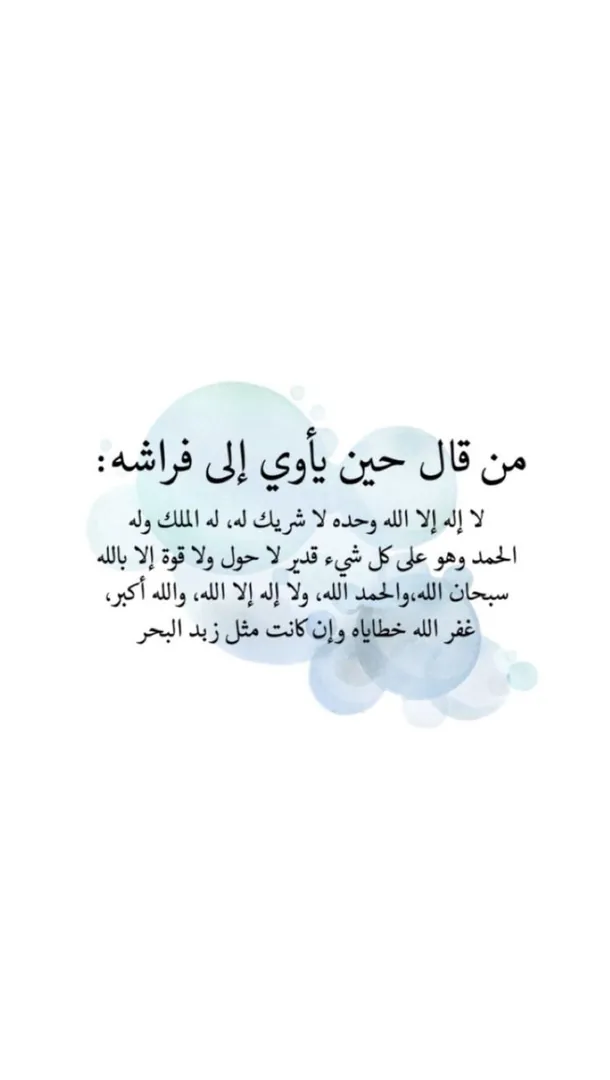 من قال حين يأوي إلى فراشه:
لا إله إلا الله وحده لا شريك له، له الملك وله
الحمد وهو على كل شيء قدير لا حول ولا قوة إلا بالله
سبحان الله،والحمد الله، ولا إله إلا الله، والله أكبر،
غفر الله خطاياه وإن كانت مثل زبد البحر